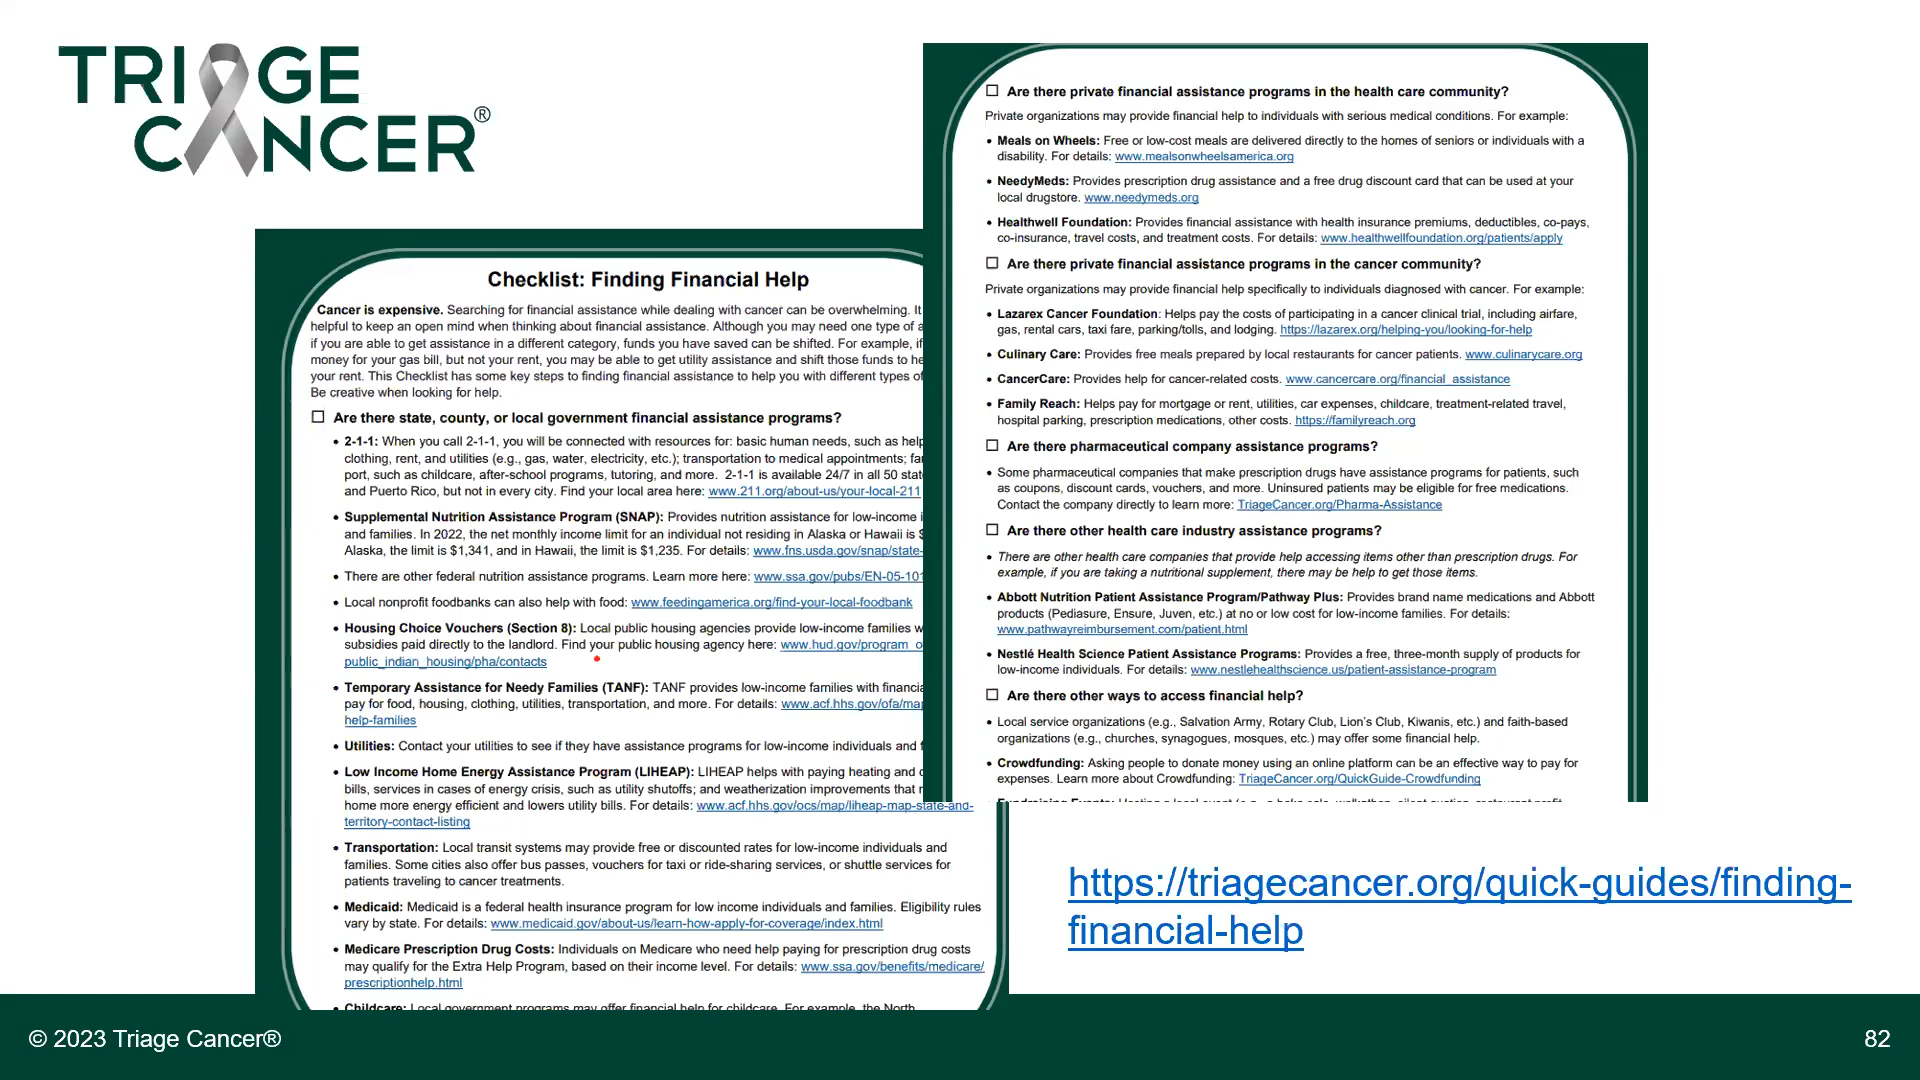 TRIAGE
CANCER®
Checklist: Finding Financial Help
Cancer is expensive. Searching for financial assistance while dealing with cancer can be overwhelming. It
helpful to keep an open mind when thinking about financial assistance. Although you may need one type of a
if you are able to get assistance in a different category, funds you have saved can be shifted. For example, if
money for your gas bill, but not your rent, you may be able to get utility assistance and shift those funds to he
your rent. This Checklist has some key steps to finding financial assistance to help you with different types of
Be creative when looking for help.
☐ Are there state, county, or local government financial assistance programs?
• 2-1-1: When you call 2-1-1, you will be connected with resources for: basic human needs, such as help
clothing, rent, and utilities (e.g., gas, water, electricity, etc.); transportation to medical appointments; fa
port, such as childcare, after-school programs, tutoring, and more. 2-1-1 is available 24/7 in all 50 stat
and Puerto Rico, but not in every city. Find your local area here: www.211.org/about-us/your-local-211
• Supplemental Nutrition Assistance Program (SNAP): Provides nutrition assistance for low-income i
and families. In 2022, the net monthly income limit for an individual not residing in Alaska or Hawaii is $
Alaska, the limit is $1,341, and in Hawaii, the limit is $1,235. For details: www.fns.usda.gov/snap/state-
• There are other federal nutrition assistance programs. Learn more here: www.ssa.gov/pubs/EN-05-101
• Local nonprofit foodbanks can also help with food: www.feedingamerica.org/find-your-local-foodbank
• Housing Choice Vouchers (Section 8): Local public housing agencies provide low-income families w
subsidies paid directly to the landlord. Find your public housing agency here: www.hud.gov/program_o
public_indian_housing/pha/contacts
• Temporary Assistance for Needy Families (TANF): TANF provides low-income families with financia
pay for food, housing, clothing, utilities, transportation, and more. For details: www.acf.hhs.gov/ofa/map
help-families
• Utilities: Contact your utilities to see if they have assistance programs for low-income individuals and f
• Low Income Home Energy Assistance Program (LIHEAP): LIHEAP helps with paying heating and c
bills, services in cases of energy crisis, such as utility shutoffs; and weatherization improvements that
home more energy efficient and lowers utility bills. For details: www.acf.hhs.gov/ocs/map/liheap-map-state-and-
territory-contact-listing
• Transportation: Local transit systems may provide free or discounted rates for low-income individuals and
families. Some cities also offer bus passes, vouchers for taxi or ride-sharing services, or shuttle services for
patients traveling to cancer treatments.
• Medicaid: Medicaid is a federal health insurance program for low income individuals and families. Eligibility rules
vary by state. For details: www.medicaid.gov/about-us/learn-how-apply-for-coverage/index.html
• Medicare Prescription Drug Costs: Individuals on Medicare who need help paying for prescription drug costs
may qualify for the Extra Help Program, based on their income level. For details: www.ssa.gov/benefits/medicare/
prescriptionhelp.html
• Childcare: Local government programs may offer financial help for childcare. For example, the North
☐ Are there private financial assistance programs in the health care community?
Private organizations may provide financial help to individuals with serious medical conditions. For example:
• Meals on Wheels: Free or low-cost meals are delivered directly to the homes of seniors or individuals with a
disability. For details: www.mealsonwheelsamerica.org
• NeedyMeds: Provides prescription drug assistance and a free drug discount card that can be used at your
local drugstore. www.needymeds.org
• Healthwell Foundation: Provides financial assistance with health insurance premiums, deductibles, co-pays,
co-insurance, travel costs, and treatment costs. For details: www.healthwellfoundation.org/patients/apply
☐ Are there private financial assistance programs in the cancer community?
Private organizations may provide financial help specifically to individuals diagnosed with cancer. For example:
• Lazarex Cancer Foundation: Helps pay the costs of participating in a cancer clinical trial, including airfare,
gas, rental cars, taxi fare, parking/tolls, and lodging. https://lazarex.org/helping-you/looking-for-help
• Culinary Care: Provides free meals prepared by local restaurants for cancer patients. www.culinarycare.org
• CancerCare: Provides help for cancer-related costs. www.cancercare.org/financial_assistance
• Family Reach: Helps pay for mortgage or rent, utilities, car expenses, childcare, treatment-related travel,
hospital parking, prescription medications, other costs. https://familyreach.org
☐ Are there pharmaceutical company assistance programs?
• Some pharmaceutical companies that make prescription drugs have assistance programs for patients, such
as coupons, discount cards, vouchers, and more. Uninsured patients may be eligible for free medications.
Contact the company directly to learn more: TriageCancer.org/Pharma-Assistance
☐ Are there other health care industry assistance programs?
• There are other health care companies that provide help accessing items other than prescription drugs. For
example, if you are taking a nutritional supplement, there may be help to get those items.
• Abbott Nutrition Patient Assistance Program/Pathway Plus: Provides brand name medications and Abbott
products (Pediasure, Ensure, Juven, etc.) at no or low cost for low-income families. For details:
www.pathwayreimbursement.com/patient.html
• Nestlé Health Science Patient Assistance Programs: Provides a free, three-month supply of products for
low-income individuals. For details: www.nestlehealthscience.us/patient-assistance-program
☐ Are there other ways to access financial help?
• Local service organizations (e.g., Salvation Army, Rotary Club, Lion's Club, Kiwanis, etc.) and faith-based
organizations (e.g., churches, synagogues, mosques, etc.) may offer some financial help.
• Crowdfunding: Asking people to donate money using an online platform can be an effective way to pay for
expenses. Learn more about Crowdfunding: TriageCancer.org/QuickGuide-Crowdfunding
https://triagecancer.org/quick-guides/finding-
financial-help
© 2023 Triage Cancer®
82